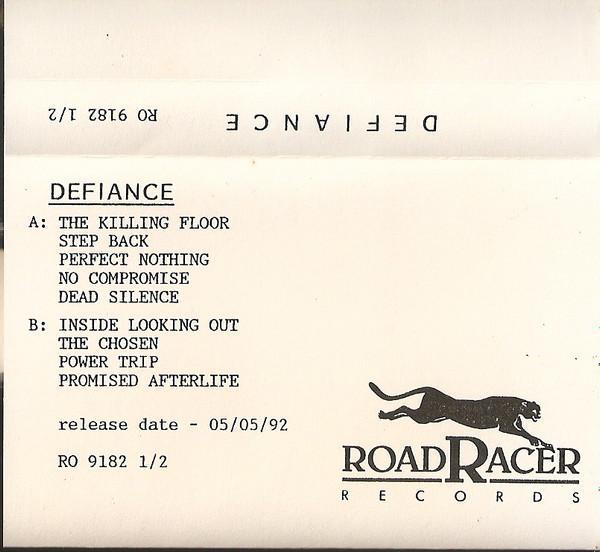 RO 9182 1/2
DEFIANCE
DEFIANCE
A: THE KILLING FLOOR
STEP BACK
PERFECT NOTHING
NO COMPROMISE
DEAD SILENCE
B: INSIDE LOOKING OUT
THE CHOSEN
POWER TRIP
PROMISED AFTERLIFE
release date - 05/05/92
RO 9182 1/2
ROADRACER
RECORDS